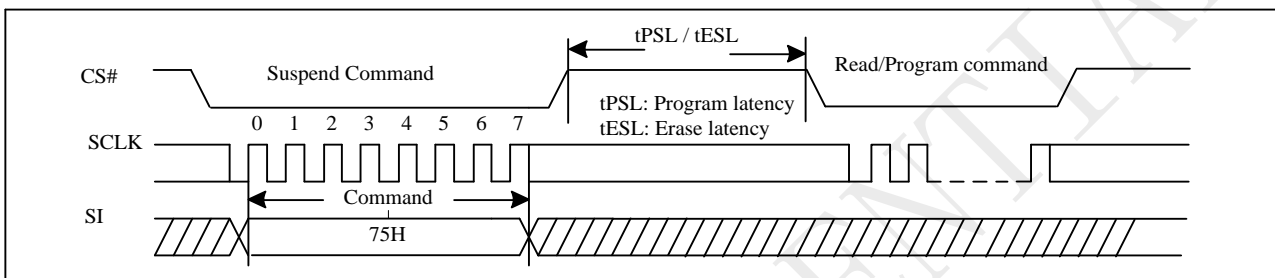 tPSL / tESL
CS#
Suspend Command
Read/Program command
tPSL: Program latency
tESL: Erase latency
0 1 2 3 4 5 6 7
SCLK
Command
SI
75H